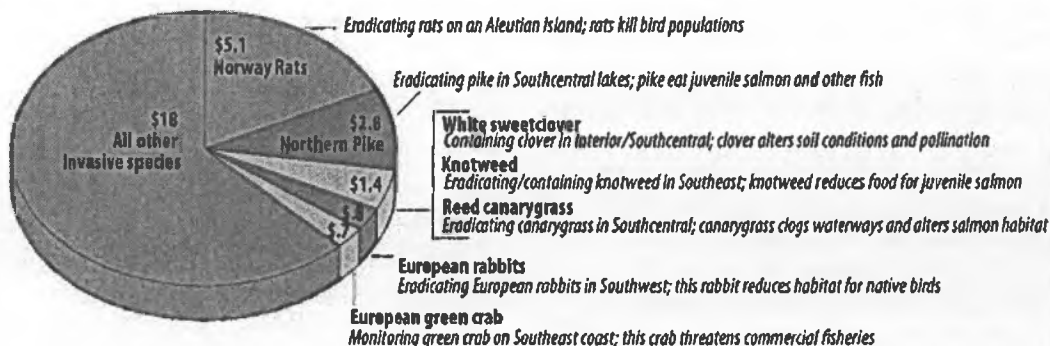 Eradicating rats on an Aleutian Island; rats kill bird populations
$5.1
Norway Rats
Eradicating pike in Southcentral lakes; pike eat juvenile salmon and other fish
$18
All other
Invasive species
$2.8
Northern Pike
White sweetclover
Containing clover in Interior/Southcentral; clover alters soil conditions and pollination
$1.4
Knotweed
Eradicating/containing knotweed in Southeast; knotweed reduces food for juvenile salmon
Reed canarygrass
Eradicating canarygrass in Southcentral; canarygrass clogs waterways and alters salmon habitat
$.7
European rabbits
Eradicating European rabbits in Southwest; this rabbit reduces habitat for native birds
European green crab
Monitoring green crab on Southeast coast; this crab threatens commercial fisheries